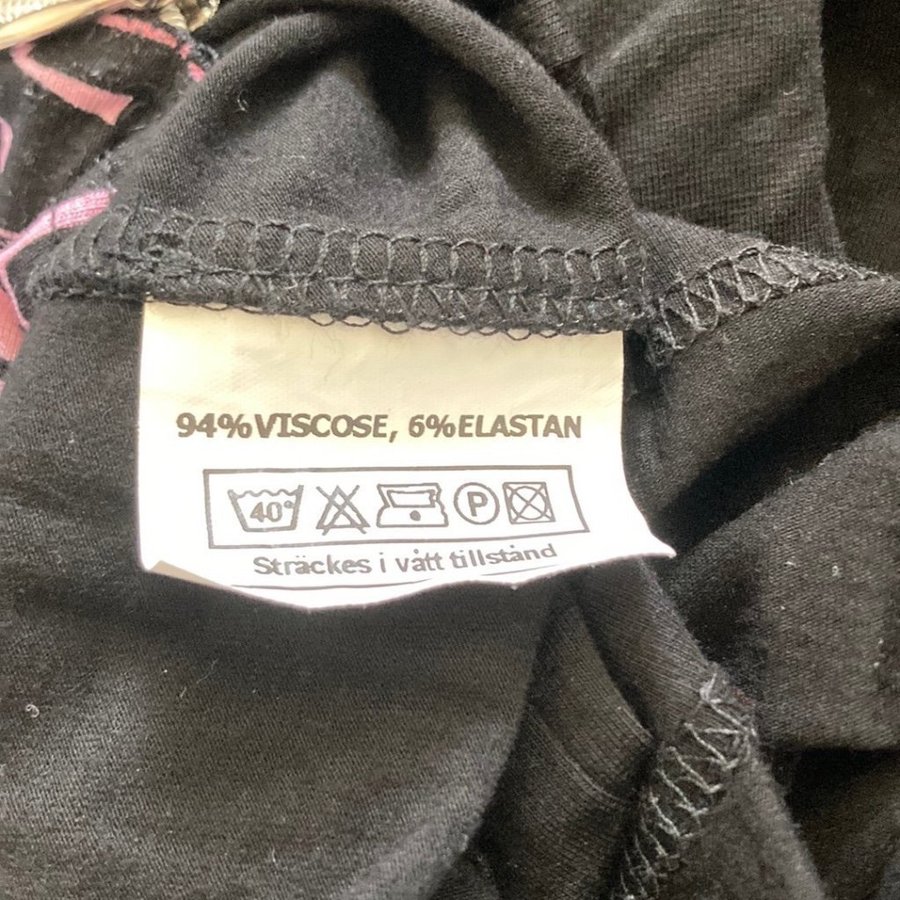 94%VISCOSE, 6%ELASTAN
40° P
Sträckes i vått tillstånd